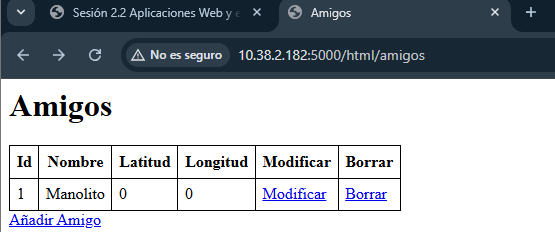 Sesión 2.2 Aplicaciones Web y e
Amigos
No es seguro
10.38.2.182:5000/html/amigos
Amigos
Id Nombre Latitud Longitud Modificar Borrar
1 Manolito 0 0 Modificar Borrar
Añadir Amigo